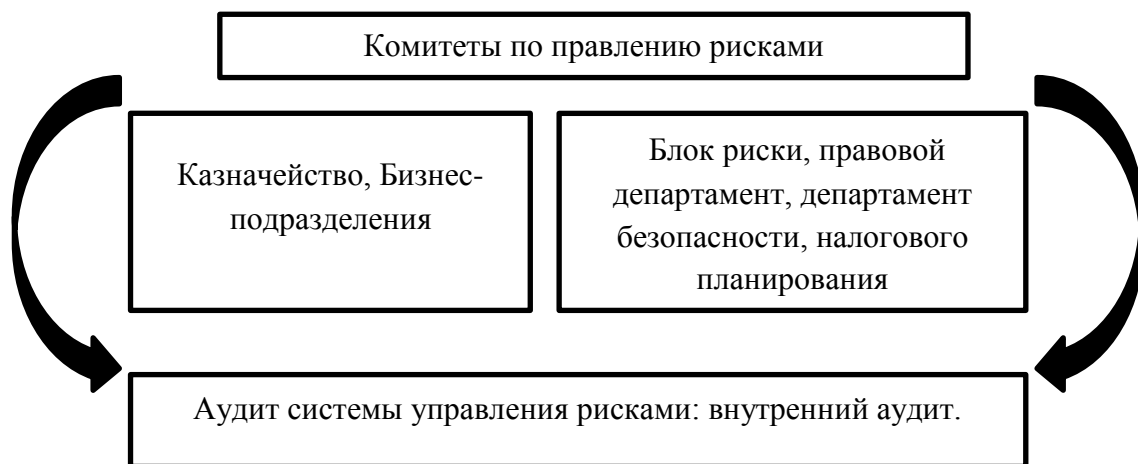 Комитеты по правлению рисками
Казначейство, Бизнес-
подразделения
Блок риски, правовой
департамент, департамент
безопасности, налогового
планирования
Аудит системы управления рисками: внутренний аудит.